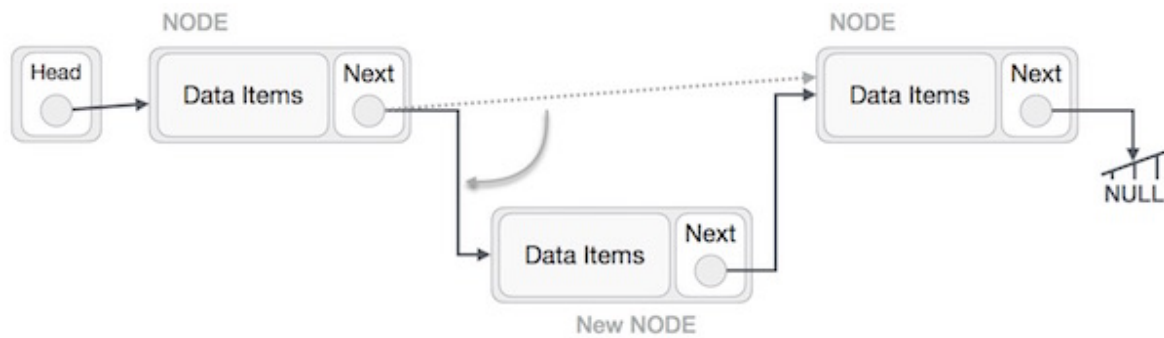 NODE
NODE
Head
Data Items
Next
Data Items
Next
NULL
Data Items
Next
New NODE